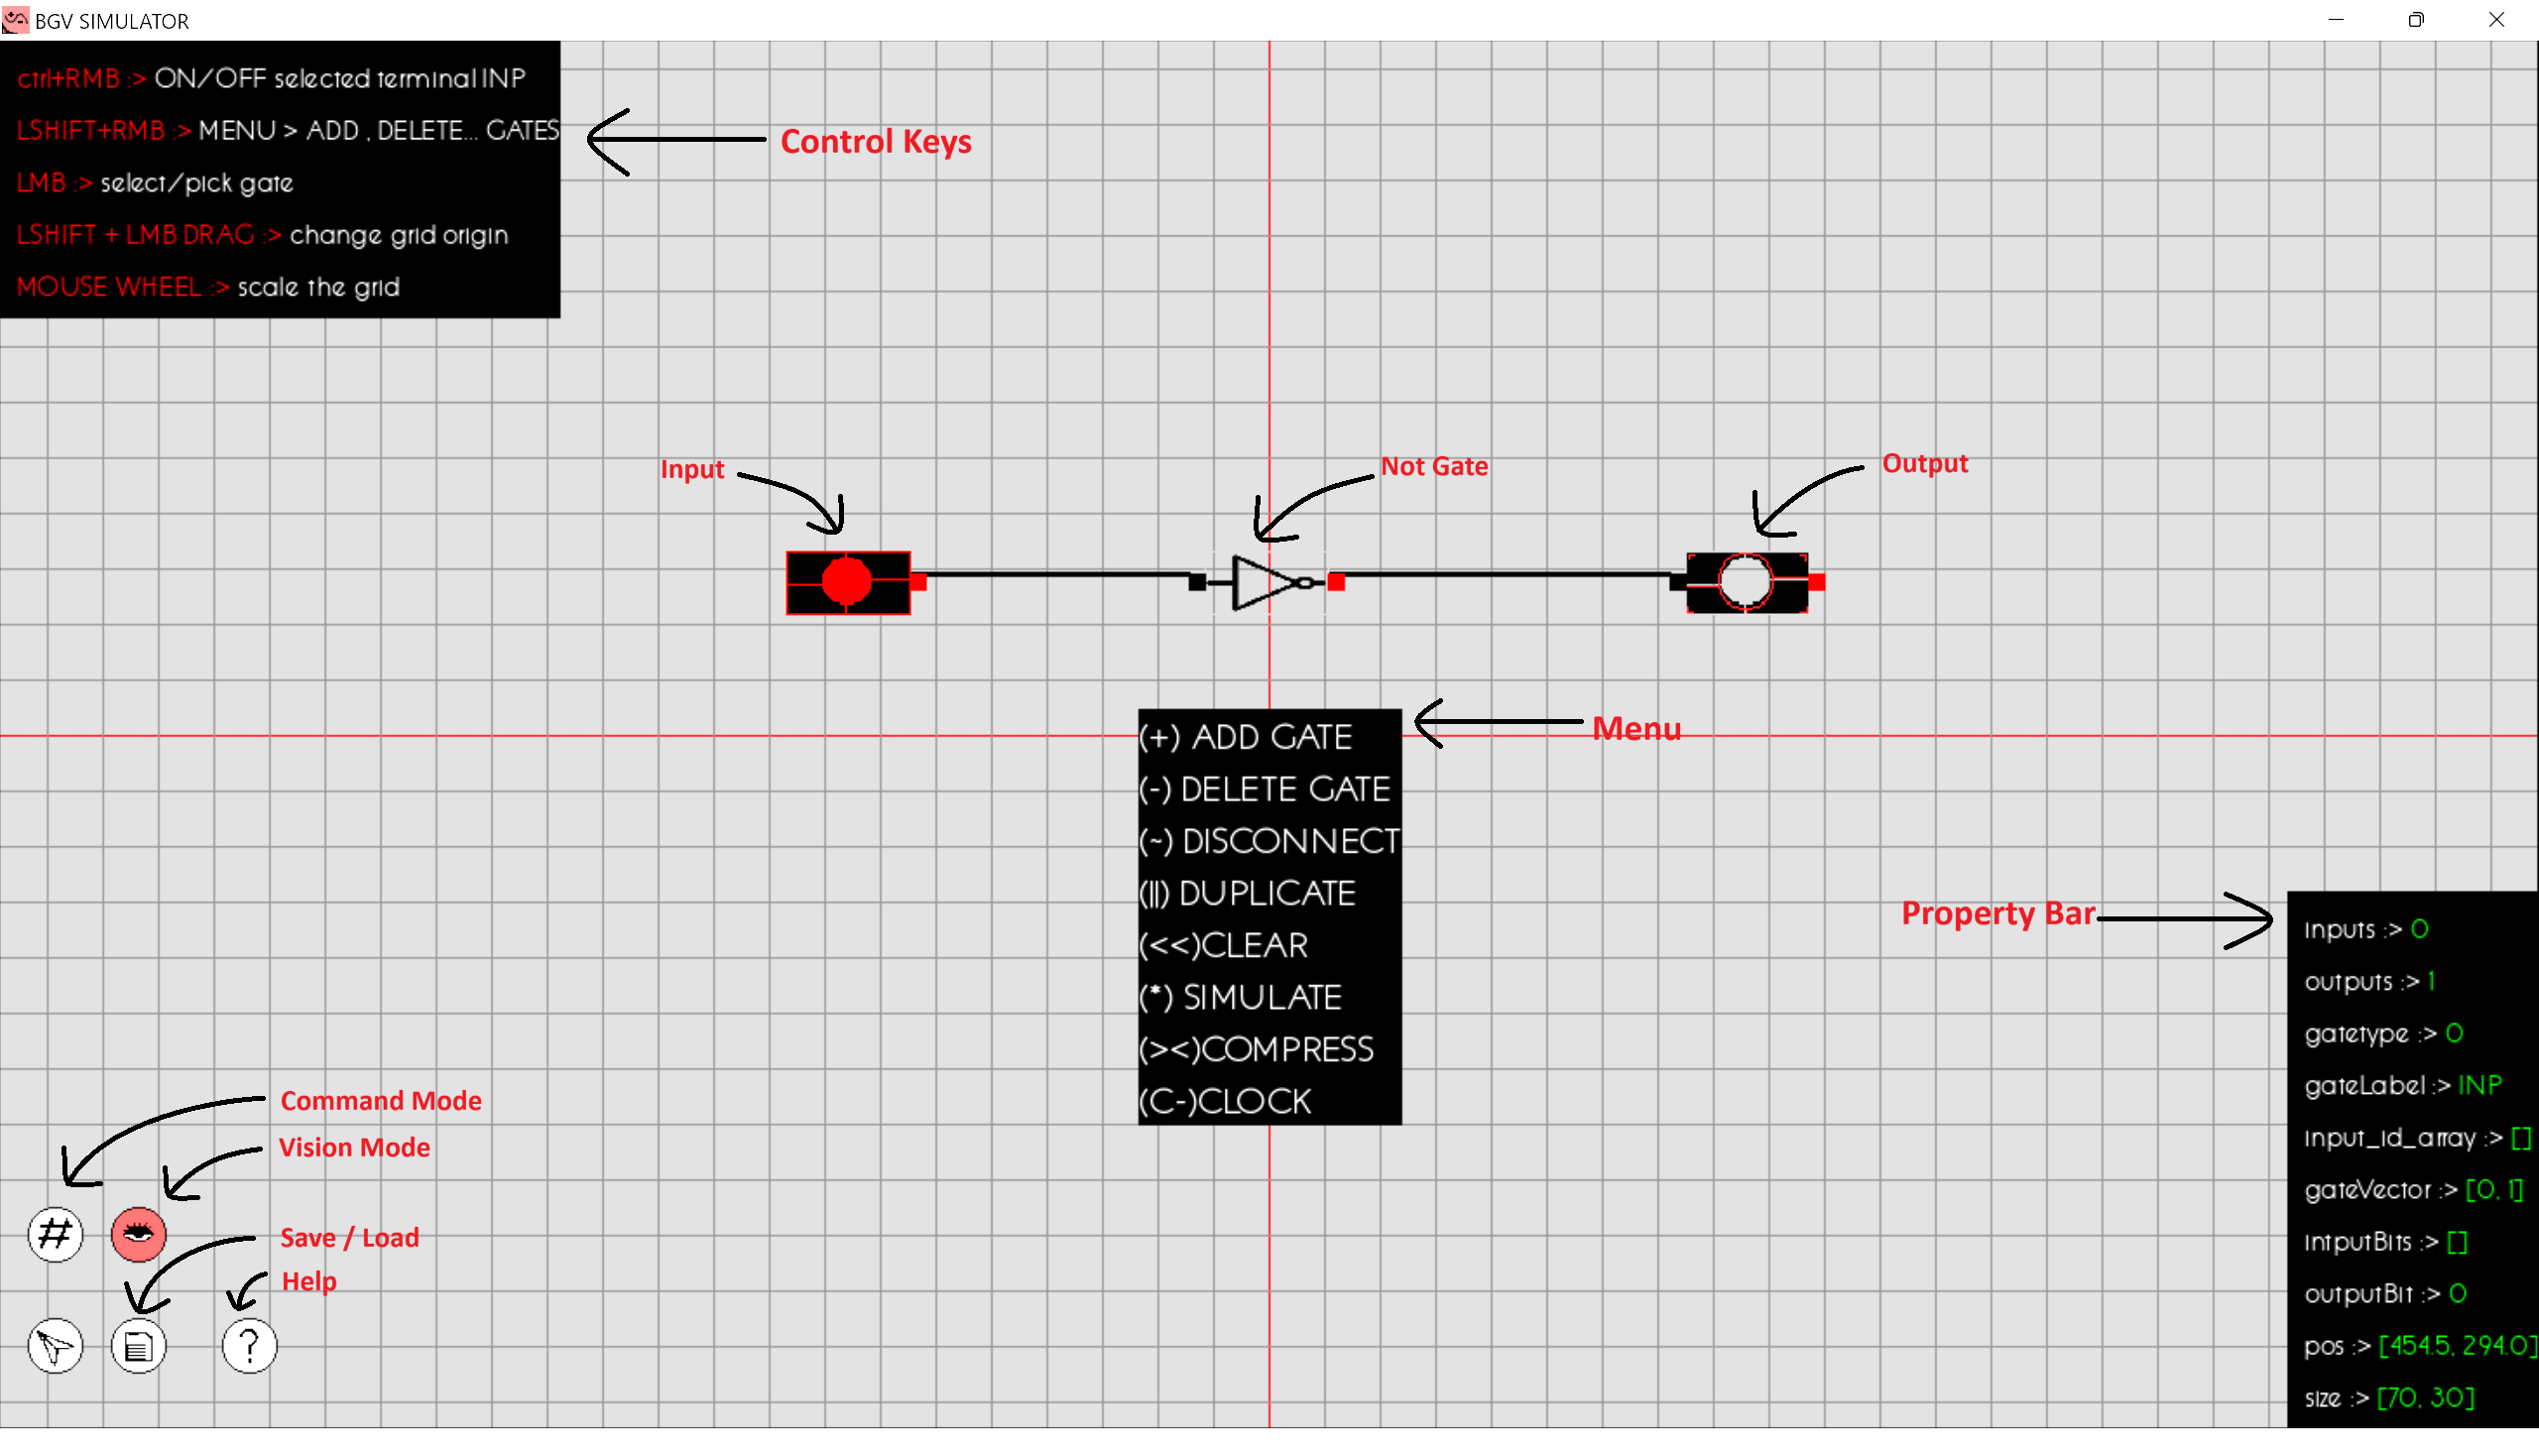 BGV SIMULATOR
ctrl+RMB :> ON/OFF selected terminal INP
LSHIFT+RMB :> MENU > ADD , DELETE... GATES
LMB :> select/pick gate
LSHIFT + LMB DRAG :> change grid origin
MOUSE WHEEL :> scale the grid
Control Keys
Input
Not Gate
Output
Menu
(+) ADD GATE
(-) DELETE GATE
(~) DISCONNECT
(||) DUPLICATE
(<<)CLEAR
(*) SIMULATE
(><)COMPRESS
(C-)CLOCK
Property Bar
inputs :> 0
outputs :> 1
gatetype :> 0
gateLabel :> INP
input_id_array :> []
gateVector :> [0, 1]
intputBits :> []
outputBit :> 0
pos :> [454.5, 294.0]
size :> [70, 30]
Command Mode
Vision Mode
Save / Load
Help
#
?